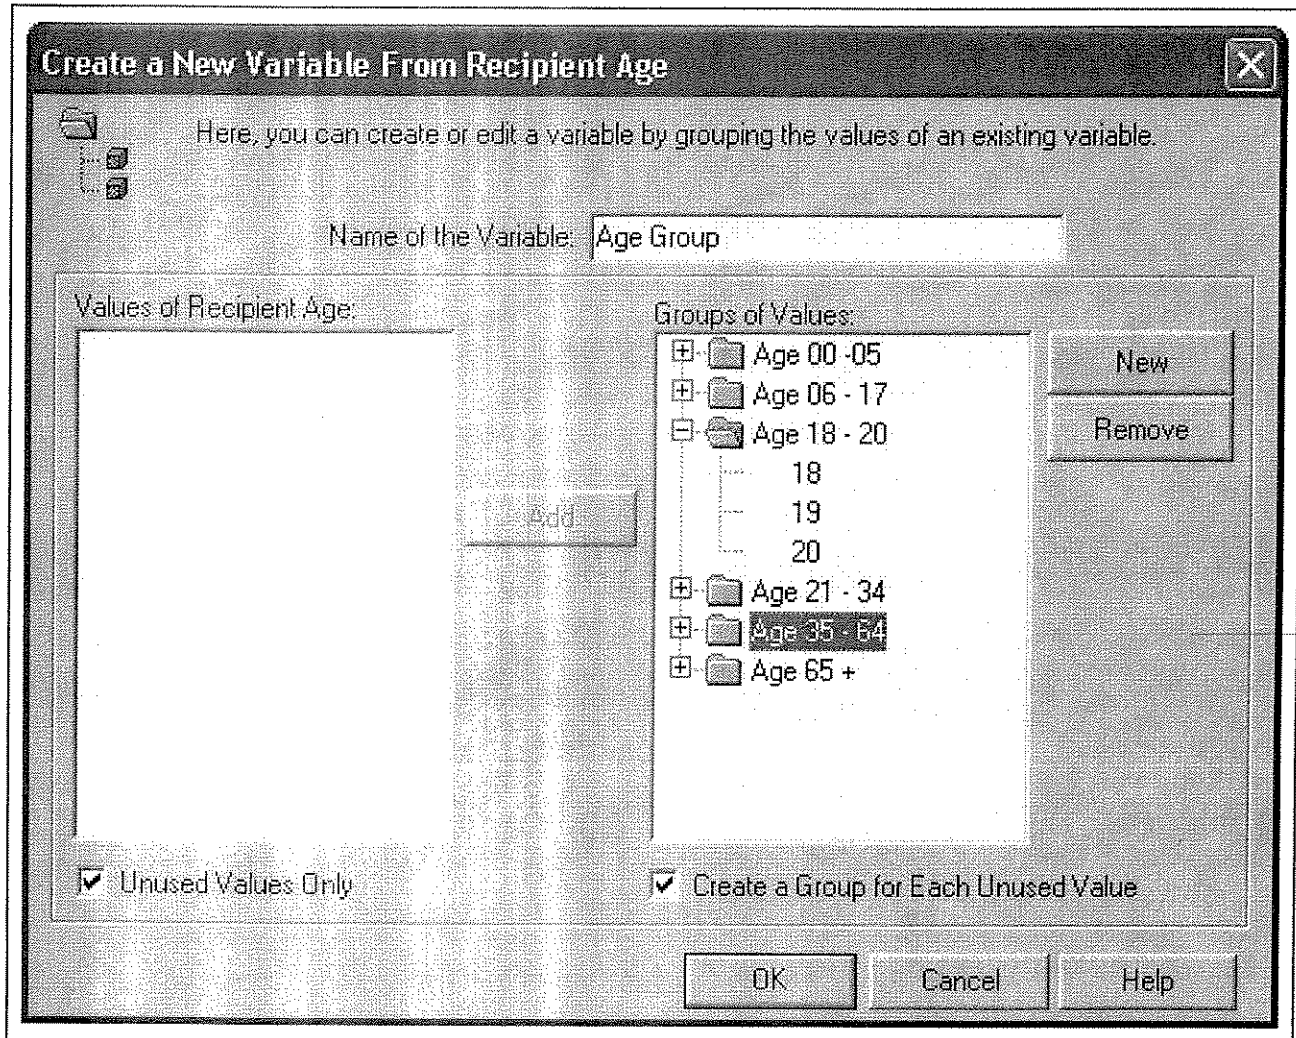 Create a New Variable From Recipient Age
Here, you can create or edit a variable by grouping the values of an existing variable.
Name of the Variable: Age Group
Values of Recipient Age:
Groups of Values:
Age 00 -05
Age 06 - 17
Age 18 - 20
18
19
20
Age 21 - 34
Age 35 - 64
Age 65 +
New
Remove
Add
Unused Values Only
Create a Group for Each Unused Value
OK
Cancel
Help